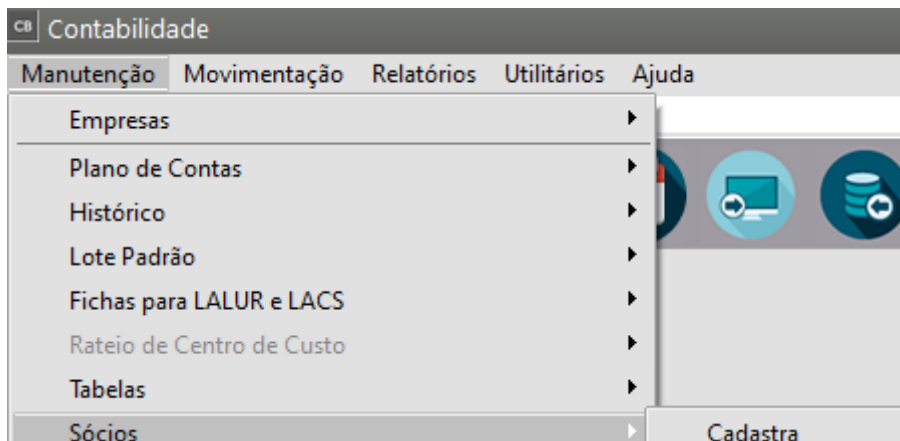 CB Contabilidade
Manutenção Movimentação Relatórios Utilitários Ajuda
Empresas
Plano de Contas
Histórico
Lote Padrão
Fichas para LALUR e LACS
Rateio de Centro de Custo
Tabelas
Sócios Cadastra